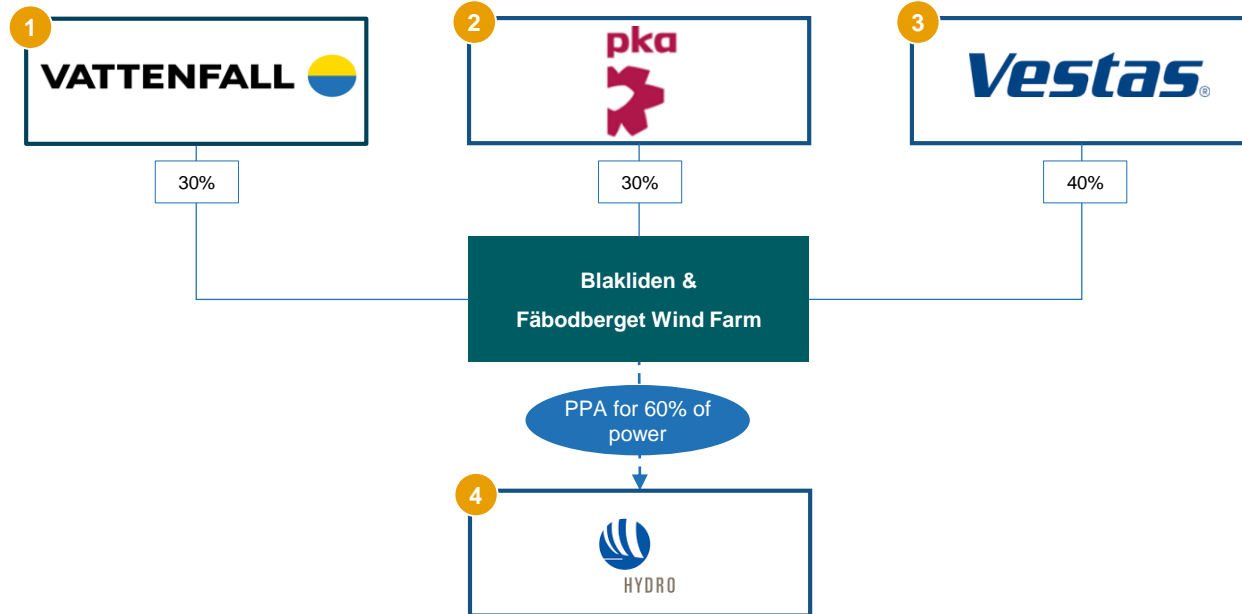 1
VATTENFALL
2
pka
3
Vestas®
30%
30%
40%
Blakliden &
Fäbodberget Wind Farm
PPA for 60% of
power
4
HYDRO